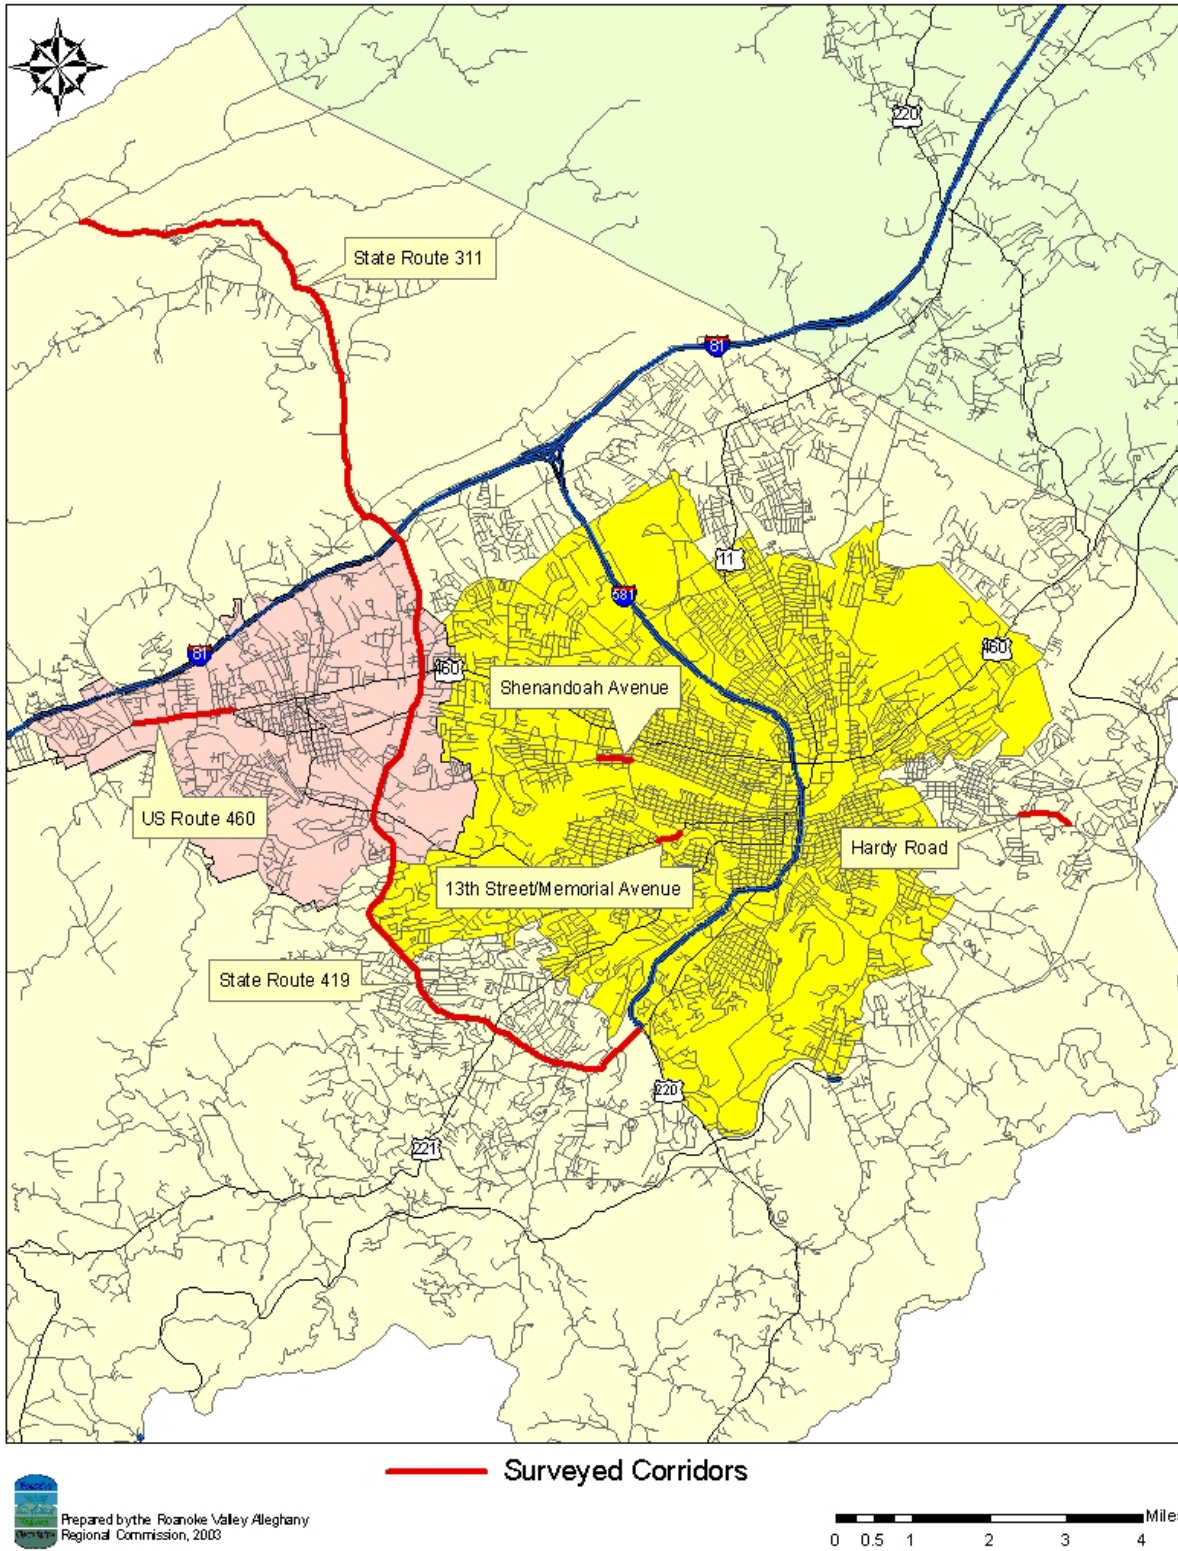 220
State Route 311
81
11
581
460
81
460
Shenandoah Avenue
US Route 460
Hardy Road
13th Street/Memorial Avenue
State Route 419
220
221
Surveyed Corridors
Prepared by the Roanoke Valley Alleghany
Regional Commission, 2003
Miles
0 0.5 1 2 3 4